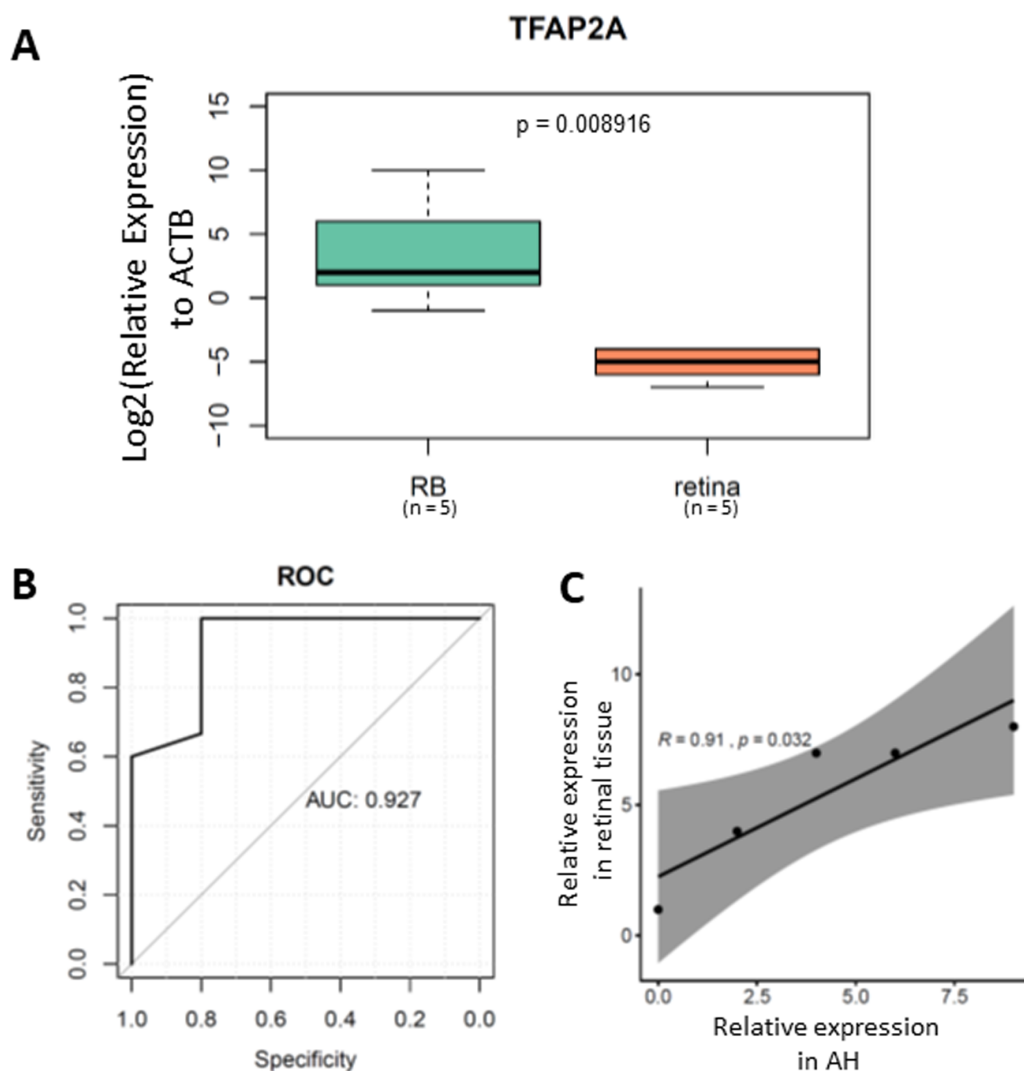 A
TFAP2A
Log2(Relative Expression)
to ACTB
15
10
5
0
−5
−10
p = 0.008916
RB
(n = 5)
retina
(n = 5)
B
ROC
Sensitivity
1.0
0.8
0.6
0.4
0.2
0.0
AUC: 0.927
1.0 0.8 0.6 0.4 0.2 0.0
Specificity
C
Relative expression
in retinal tissue
10
5
0
R = 0.91 , p = 0.032
0.0 2.5 5.0 7.5
Relative expression
in AH